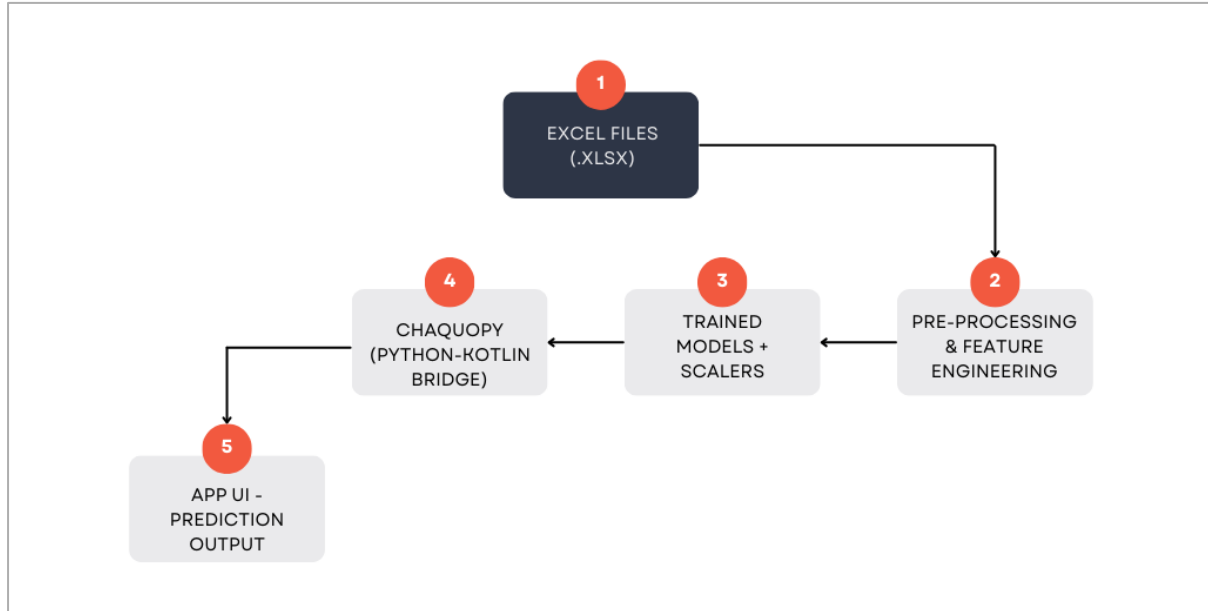 1
EXCEL FILES
(.XLSX)
2
PRE-PROCESSING
& FEATURE
ENGINEERING
3
TRAINED
MODELS +
SCALERS
4
CHAQUOPY
(PYTHON-KOTLIN
BRIDGE)
5
APP UI -
PREDICTION
OUTPUT